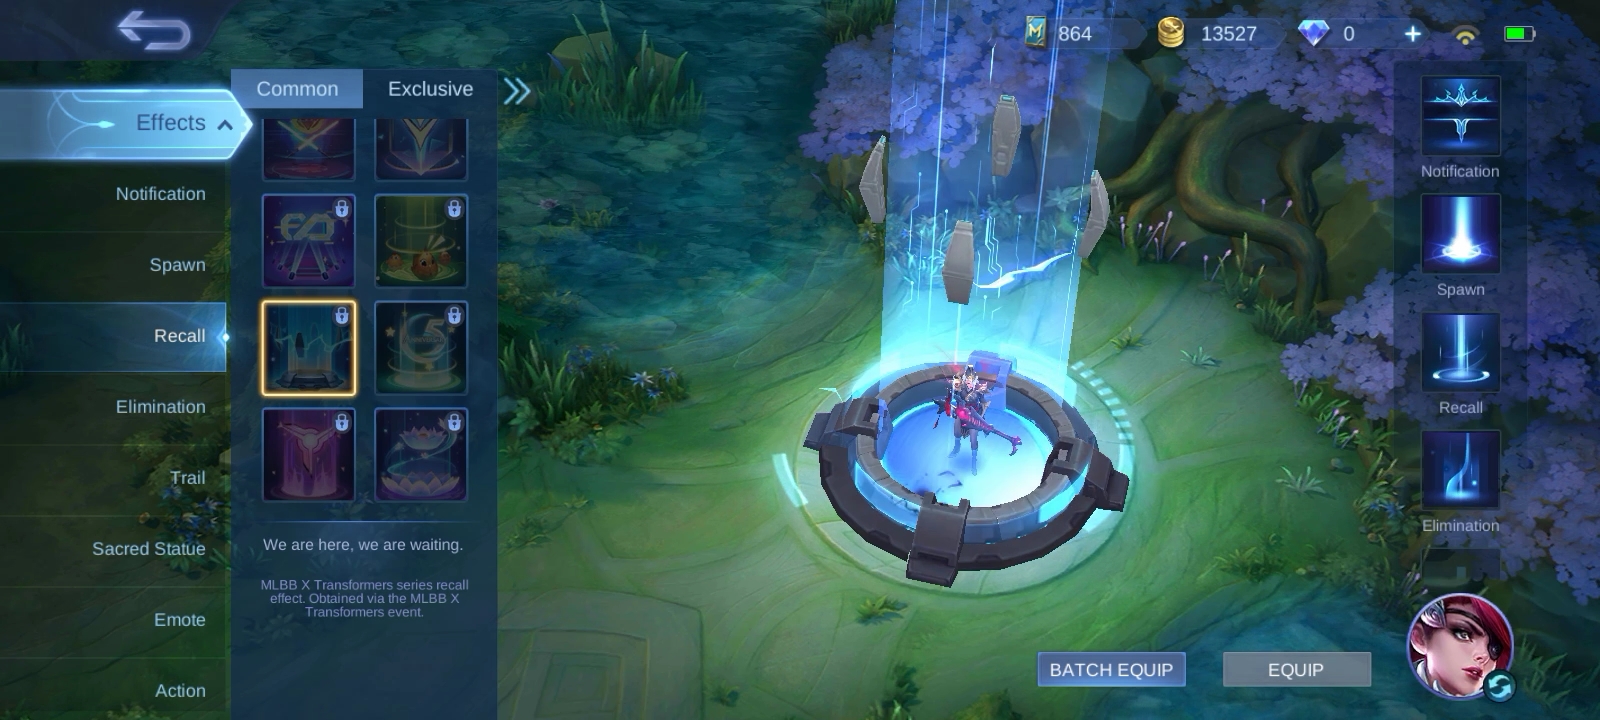 864
13527
0
Common
Exclusive
Effects
Notification
Spawn
Recall
Elimination
Trail
Sacred Statue
Emote
Action
We are here, we are waiting.
MLBB X Transformers series recall
effect. Obtained via the MLBB X
Transformers event.
Notification
Spawn
Recall
Elimination
BATCH EQUIP
EQUIP